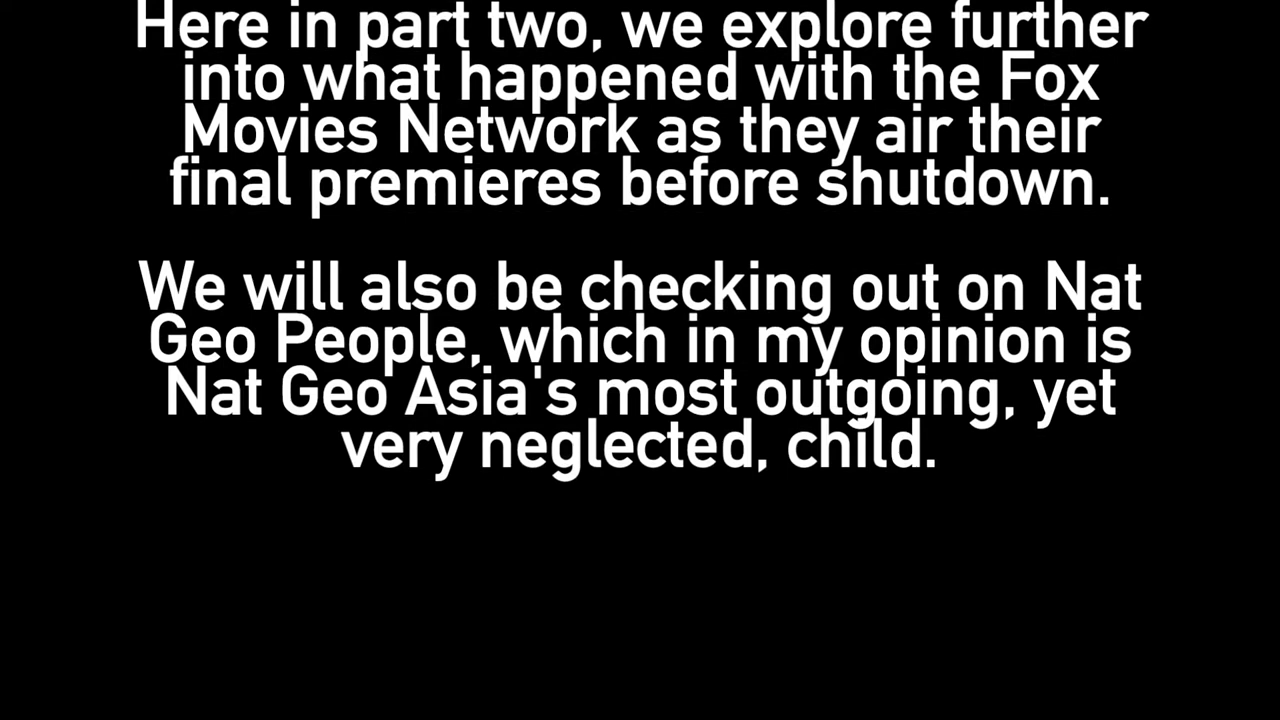 Here in part two, we explore further
into what happened with the Fox
Movies Network as they air their
final premieres before shutdown.
We will also be checking out on Nat
Geo People, which in my opinion is
Nat Geo Asia's most outgoing, yet
very neglected, child.